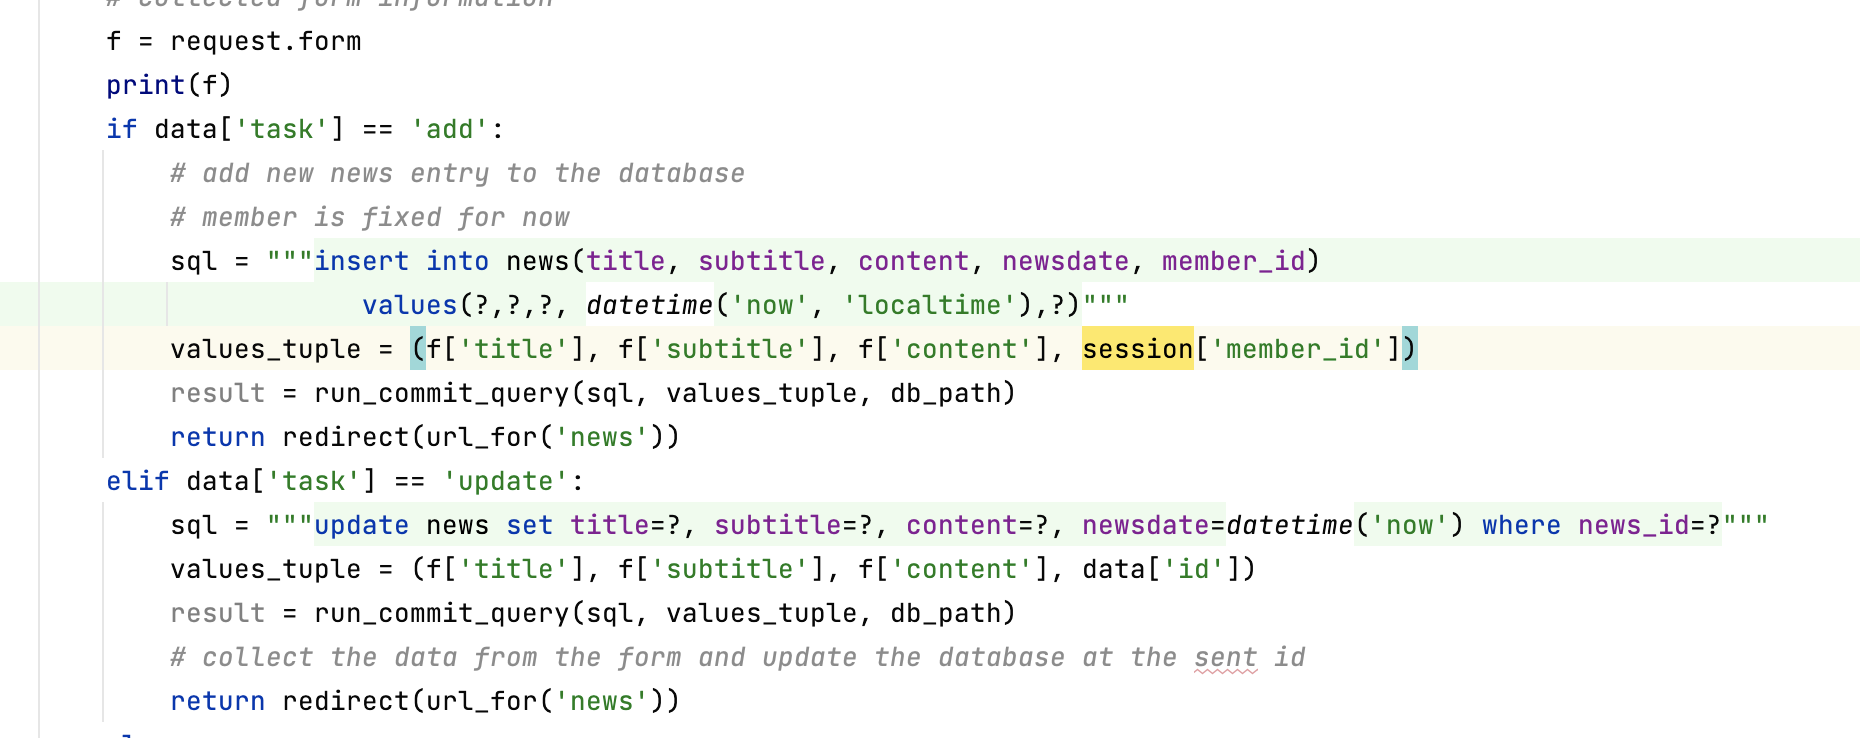 # collected form information
f = request.form
print(f)
if data['task'] == 'add':
# add new news entry to the database
# member is fixed for now
sql = """insert into news(title, subtitle, content, newsdate, member_id)
values(?,?,?, datetime('now', 'localtime'),?)"""
values_tuple = (f['title'], f['subtitle'], f['content'], session['member_id'])
result = run_commit_query(sql, values_tuple, db_path)
return redirect(url_for('news'))
elif data['task'] == 'update':
sql = """update news set title=?, subtitle=?, content=?, newsdate=datetime('now') where news_id=?"""
values_tuple = (f['title'], f['subtitle'], f['content'], data['id'])
result = run_commit_query(sql, values_tuple, db_path)
# collect the data from the form and update the database at the sent id
return redirect(url_for('news'))